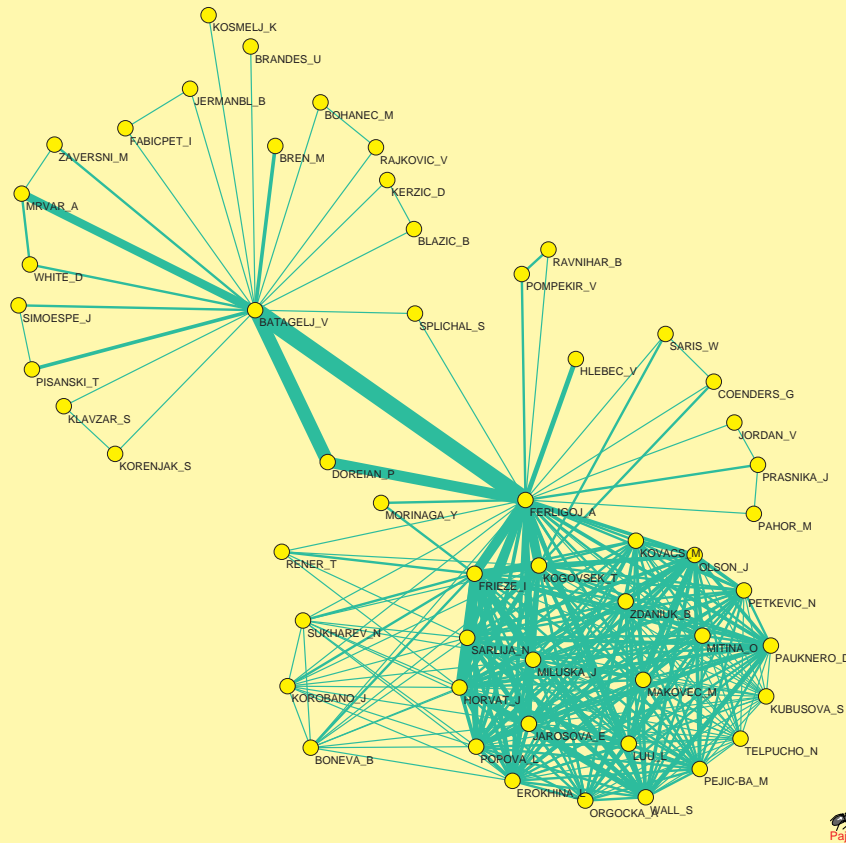 KOSMELJ_K
BRANDES_U
JERMANBL_B
BOHANEC_M
FABICPET_I
ZAVERSNI_M
BREN_M
RAJKOVIC_V
KERZIC_D
MRVAR_A
BLAZIC_B
RAVNIHAR_B
WHITE_D
POMPEKIR_V
SIMOESPE_J
BATAGELJ_V
SPLICHAL_S
SARIS_W
HLEBEC_V
PISANSKI_T
COENDERS_G
KLAVZAR_S
JORDAN_V
KORENJAK_S
DOREIAN_P
PRASNIKA_J
MORINAGA_Y
FERLIGOJ_A
PAHOR_M
RENER_T
KOVACS_M
OLSON_J
KOGOVSEK_T
FRIEZE_I
PETKEVIC_N
ZDANIUK_B
SUKHAREV_N
SARLIJA_N
MITINA_O
PAUKNERO_D
MILUSKA_J
KOROBANO_J
HORVAT_J
MAKOVEC_M
KUBUSOVA_S
JAROSOVA_E
BONEVA_B
POPOVA_L
LUU_L
TELPUCHO_N
PEJIC-BA_M
EROKHINA_L
ORGOCKA_A
WALL_S
Paj